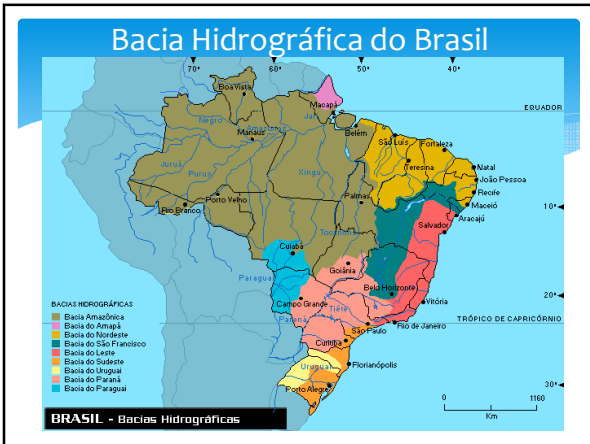 Bacia Hidrográfica do Brasil
70° 60° 50° 40°
Boa Vista
Macapá
EQUADOR
Negro
Amazonas
Jari
Belém
Manaus
São Luís
Fortaleza
Juruá
Purus
Xingu
Teresina
Natal
João Pessoa
Recife
Porto Velho
Rio Branco
Palmas
Maceió
10°
Aracajú
Tocantins
Salvador
Cuiabá
Goiânia
Paraguai
Belo Horizonte
20°
Campo Grande
Vitória
Tietê
Paraná
TRÓPICO DE CAPRICÓRNIO
São Paulo
Rio de Janeiro
Curitiba
Uruguai
Florianópolis
Porto Alegre
30°
BACIAS HIDROGRÁFICAS
Bacia Amazônica
Bacia do Amapá
Bacia do Nordeste
Bacia do São Francisco
Bacia do Leste
Bacia do Sudeste
Bacia do Uruguai
Bacia do Paraná
Bacia do Paraguai
0 1160
Km
BRASIL - Bacias Hidrográficas